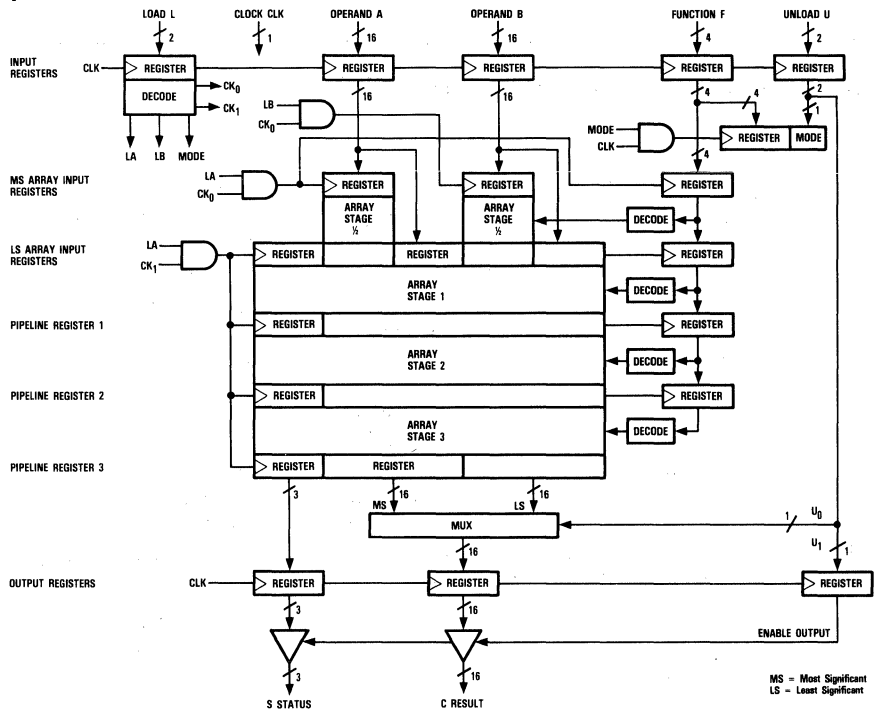 LOAD L CLOCK CLK OPERAND A OPERAND B FUNCTION F UNLOAD U
2 1 16 16 4 2
INPUT REGISTERS
CLK REGISTER REGISTER REGISTER REGISTER REGISTER
DECODE CK0
CK1
LA LB MODE
16 16 4 4 2 1
LB
CK0
MODE
CLK
REGISTER MODE
4
MS ARRAY INPUT REGISTERS
LA
CK0
REGISTER REGISTER REGISTER
ARRAY STAGE ½
ARRAY STAGE ½
DECODE
LS ARRAY INPUT REGISTERS
LA
CK1
REGISTER REGISTER REGISTER
ARRAY STAGE 1
DECODE
PIPELINE REGISTER 1
REGISTER REGISTER
ARRAY STAGE 2
DECODE
PIPELINE REGISTER 2
REGISTER REGISTER
ARRAY STAGE 3
DECODE
PIPELINE REGISTER 3
REGISTER REGISTER
3 MS 16 LS 16
MUX
1 U0
U1 1
16
OUTPUT REGISTERS
CLK REGISTER REGISTER REGISTER
3 16
ENABLE OUTPUT
3 16
S STATUS C RESULT
MS = Most Significant
LS = Least Significant